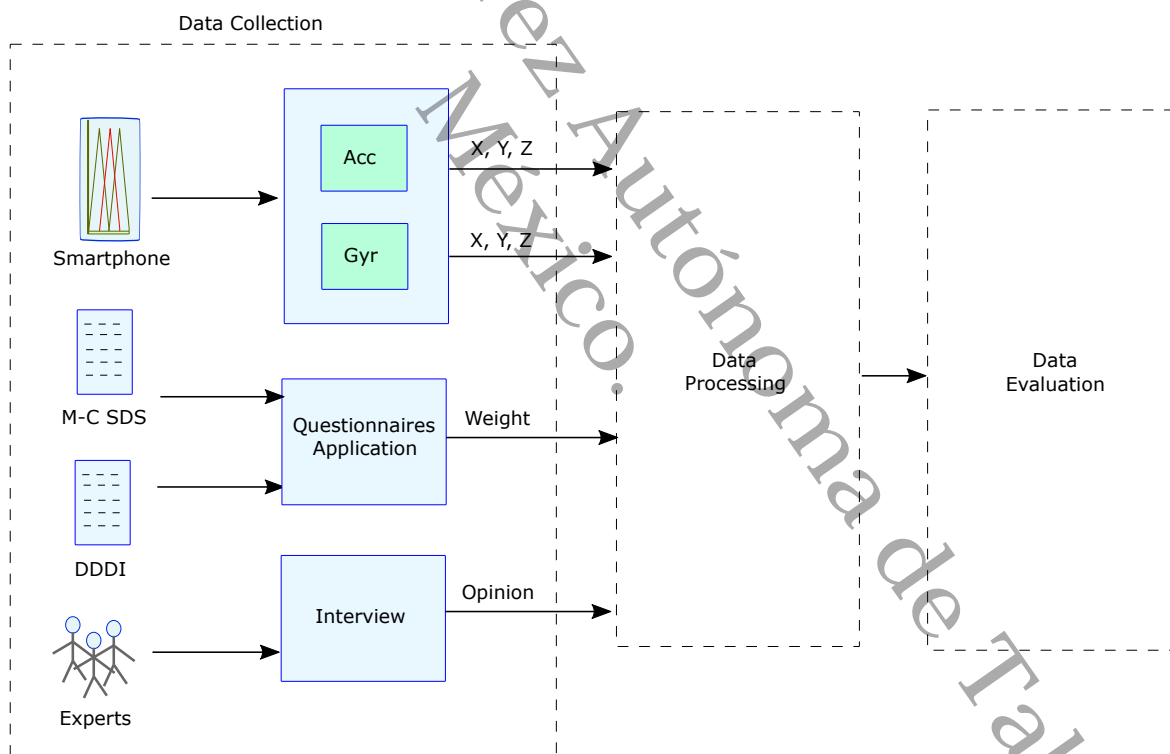 Data Collection
Smartphone
Acc
Gyr
X, Y, Z
X, Y, Z
M-C SDS
DDDI
Questionnaires
Application
Weight
Experts
Interview
Opinion
Data
Processing
Data
Evaluation
Autónoma de
México.